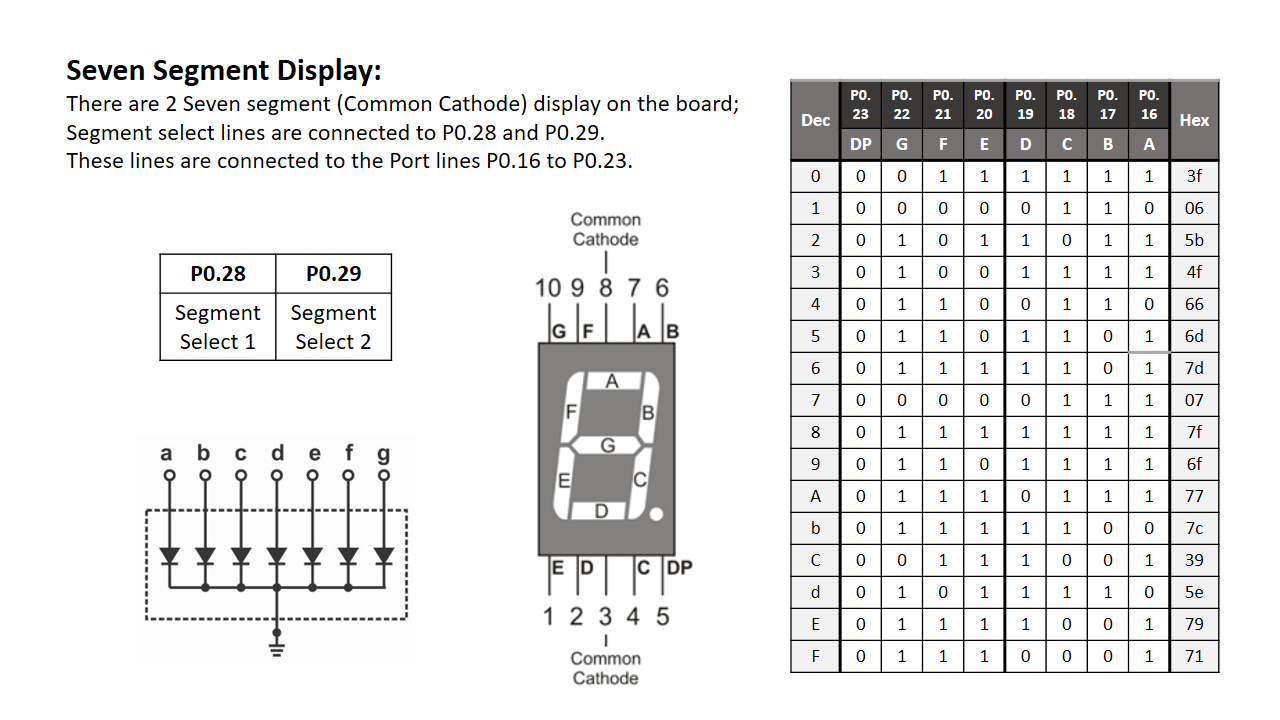 Seven Segment Display:
There are 2 Seven segment (Common Cathode) display on the board;
Segment select lines are connected to P0.28 and P0.29.
These lines are connected to the Port lines P0.16 to P0.23.
P0.28 P0.29
Segment Select 1 Segment Select 2
a b c d e f g
Common
Cathode
10 9 8 7 6
G F A B
A
F B
G
E C
D
E D C DP
1 2 3 4 5
Common
Cathode
Dec P0.23 P0.22 P0.21 P0.20 P0.19 P0.18 P0.17 P0.16 Hex
DP G F E D C B A
0 0 0 1 1 1 1 1 1 3f
1 0 0 0 0 0 1 1 0 06
2 0 1 0 1 1 0 1 1 5b
3 0 1 0 0 1 1 1 1 4f
4 0 1 1 0 0 1 1 0 66
5 0 1 1 0 1 1 0 1 6d
6 0 1 1 1 1 1 0 1 7d
7 0 0 0 0 0 1 1 1 07
8 0 1 1 1 1 1 1 1 7f
9 0 1 1 0 1 1 1 1 6f
A 0 1 1 1 0 1 1 1 77
b 0 1 1 1 1 1 0 0 7c
C 0 0 1 1 1 0 0 1 39
d 0 1 0 1 1 1 1 0 5e
E 0 1 1 1 1 0 0 1 79
F 0 1 1 1 0 0 0 1 71